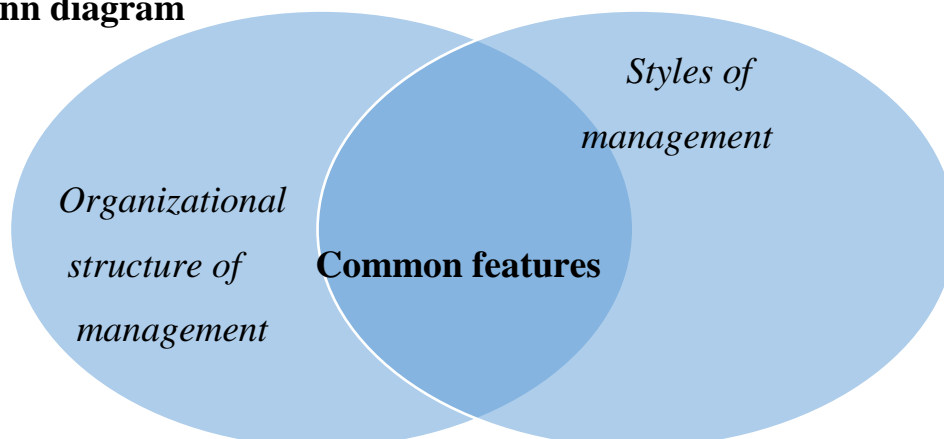 nn diagram
Styles of
management
Organizational
structure of
management
Common features